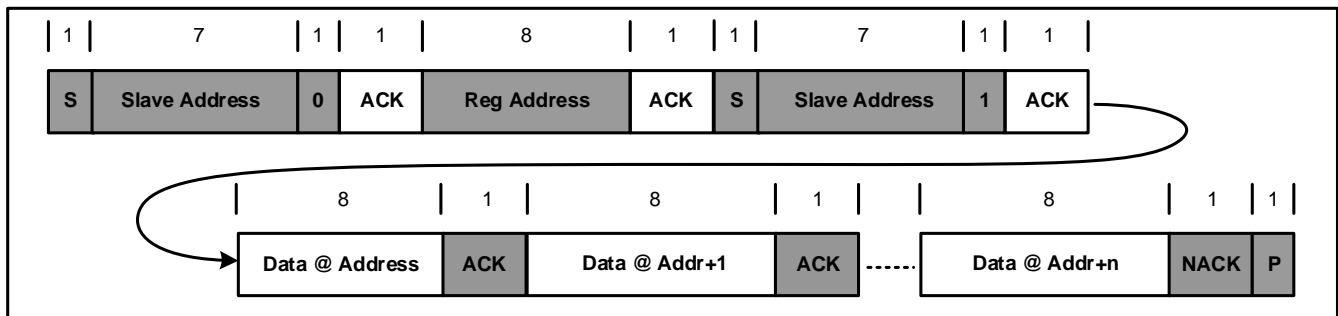 1 7 1 1 8 1 1 7 1 1
S Slave Address 0 ACK Reg Address ACK S Slave Address 1 ACK
8 1 8 1 8 1 1
Data @ Address ACK Data @ Addr+1 ACK Data @ Addr+n NACK P